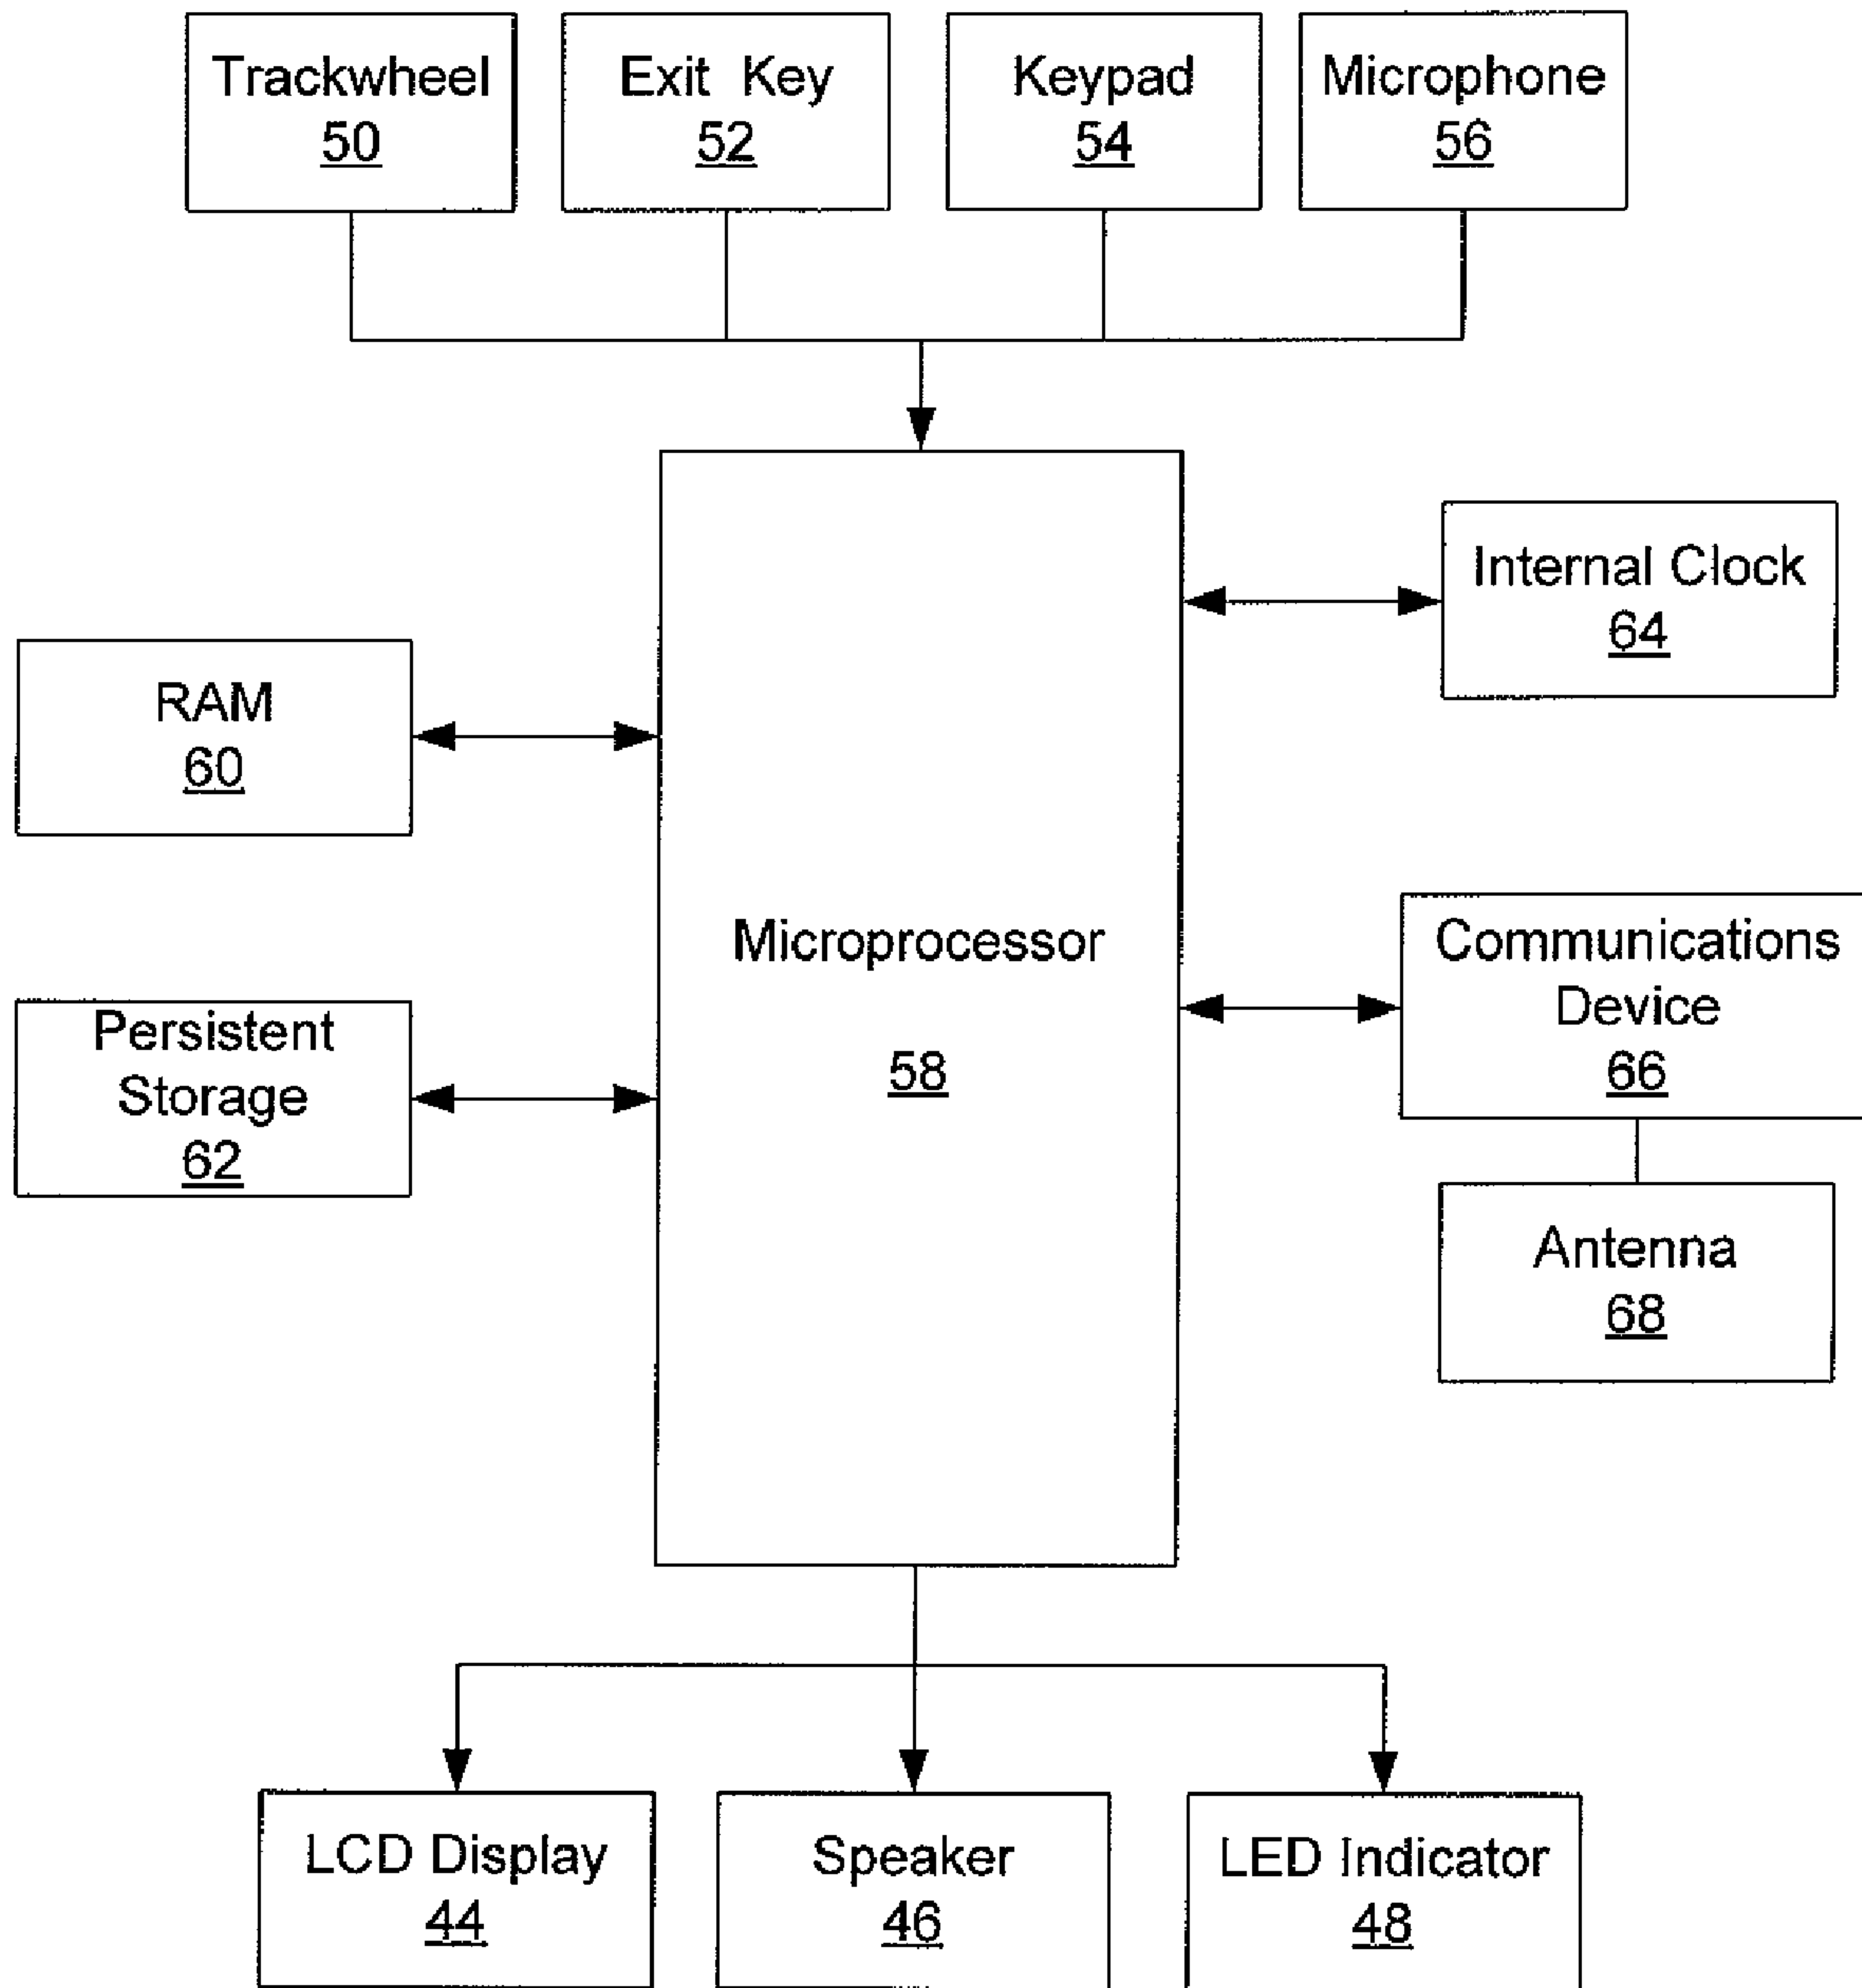 Trackwheel
50
Exit Key
52
Keypad
54
Microphone
56
Internal Clock
64
RAM
60
Microprocessor
58
Communications
Device
66
Persistent
Storage
62
Antenna
68
LCD Display
44
Speaker
46
LED Indicator
48